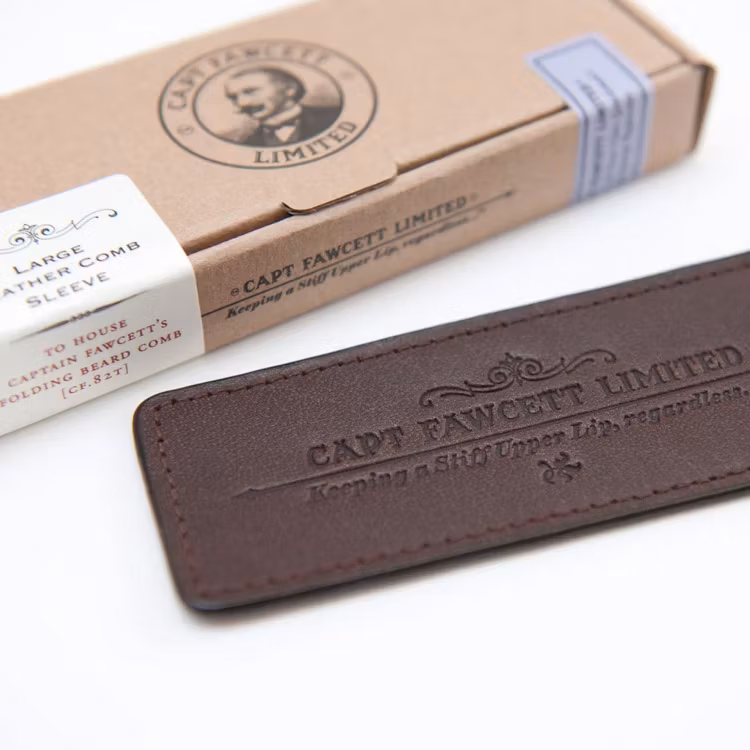 CAPT FAWCETT
LIMITED
LARGE
LEATHER COMB
SLEEVE
TO HOUSE
CAPTAIN FAWCETT'S
FOLDING BEARD COMB
[CF.82T]
CAPT FAWCETT LIMITED
Keeping a Stiff Upper Lip, regardless...
CAPT FAWCETT LIMITED
Keeping a Stiff Upper Lip, regardless.